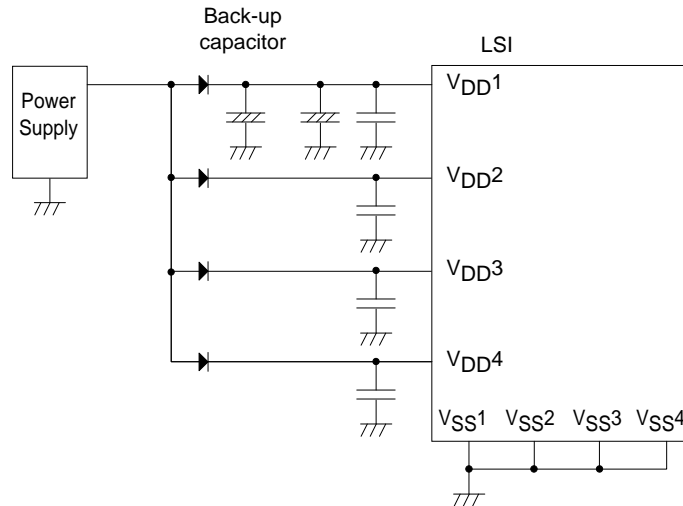 Back-up
capacitor
LSI
Power
Supply
VDD1
VDD2
VDD3
VDD4
VSS1 VSS2 VSS3 VSS4